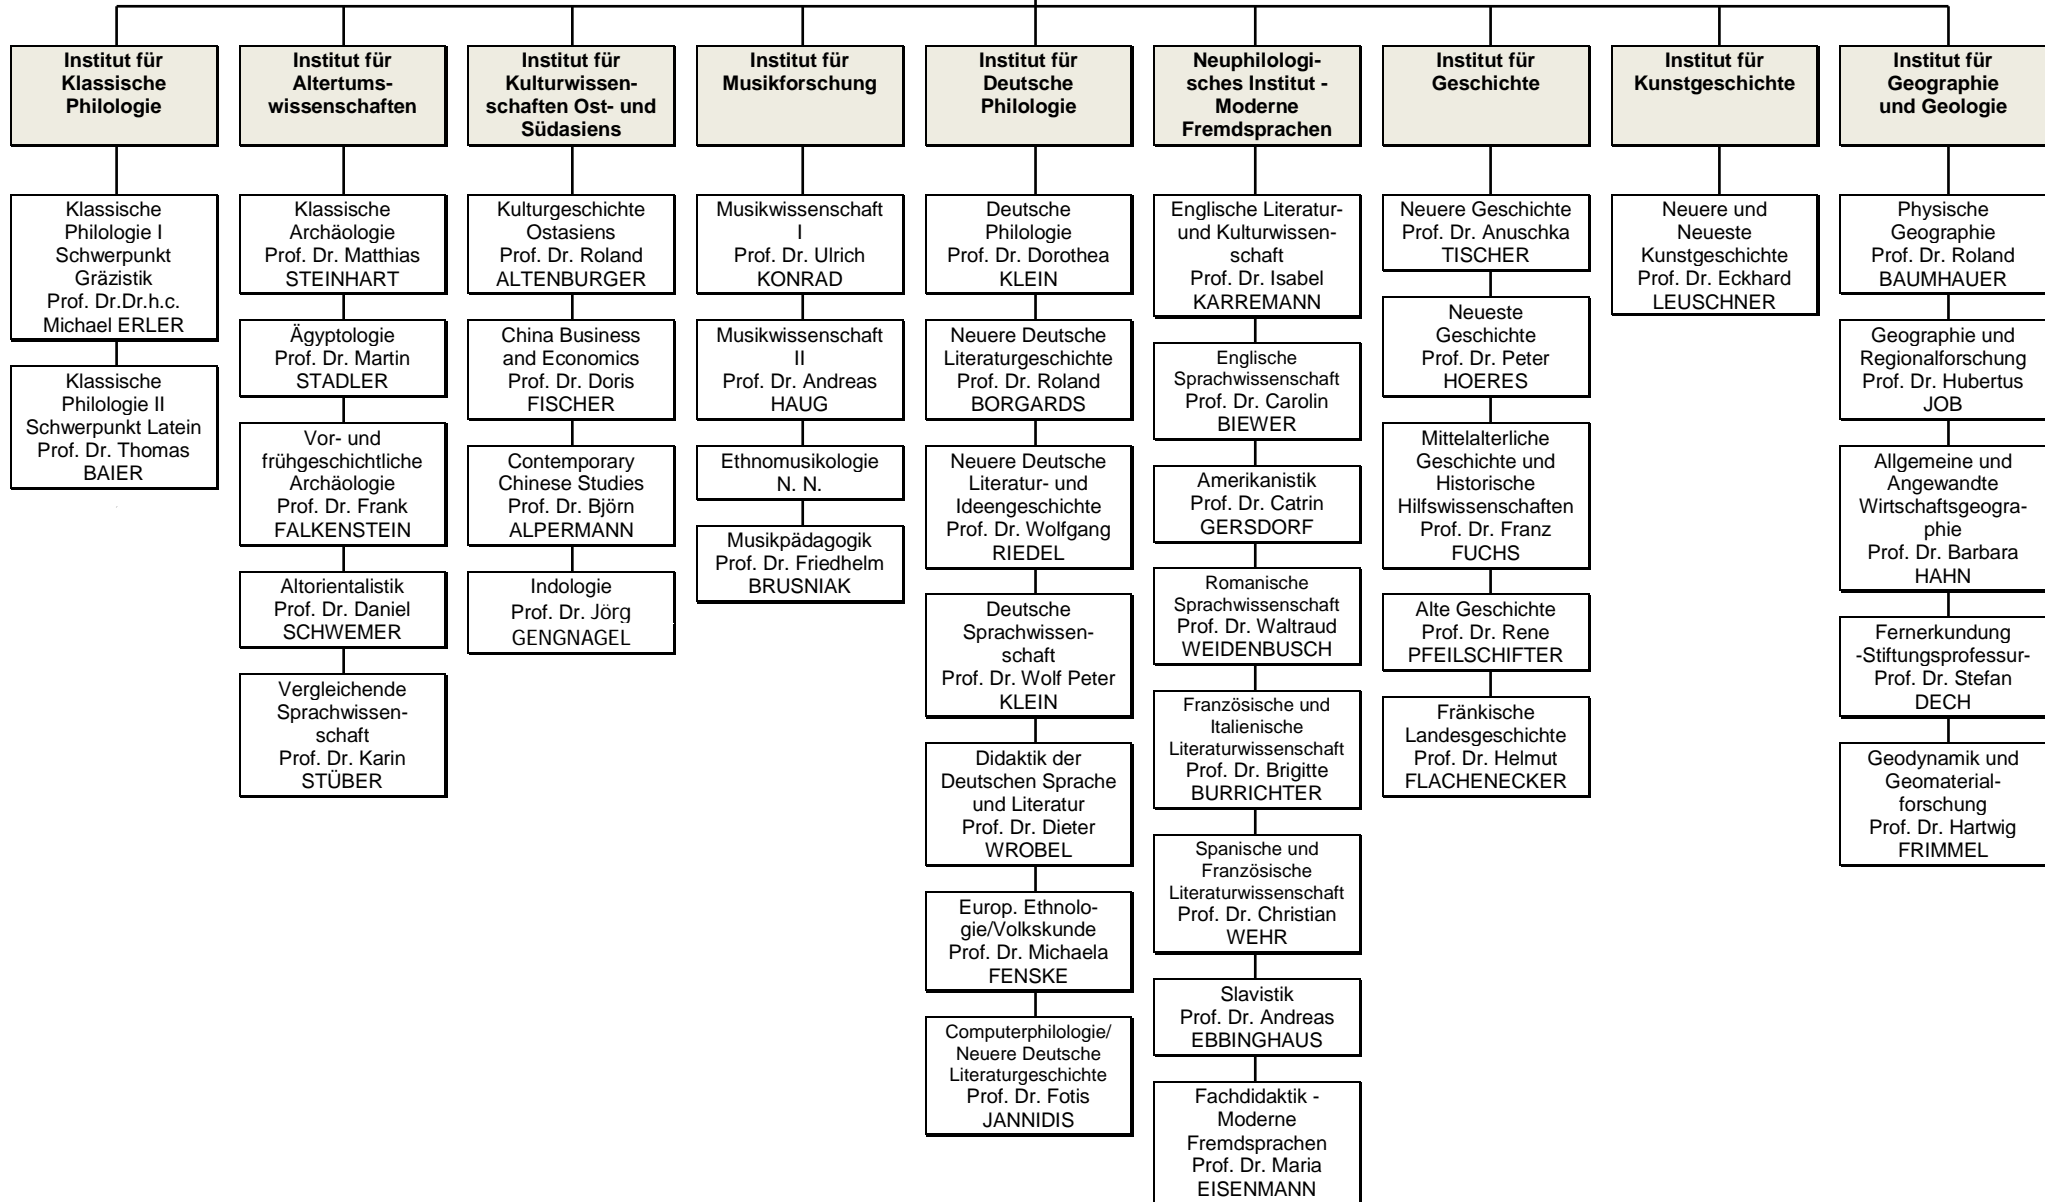 Institut für
Klassische
Philologie
Klassische
Philologie I
Schwerpunkt
Gräzistik
Prof. Dr.Dr.h.c.
Michael ERLER
Klassische
Philologie II
Schwerpunkt Latein
Prof. Dr. Thomas
BAIER
Institut für
Altertums-
wissenschaften
Klassische
Archäologie
Prof. Dr. Matthias
STEINHART
Ägyptologie
Prof. Dr. Martin
STADLER
Vor- und
frühgeschichtliche
Archäologie
Prof. Dr. Frank
FALKENSTEIN
Altorientalistik
Prof. Dr. Daniel
SCHWEMER
Vergleichende
Sprachwissen-
schaft
Prof. Dr. Karin
STÜBER
Institut für
Kulturwissen-
schaften Ost- und
Südasiens
Kulturgeschichte
Ostasiens
Prof. Dr. Roland
ALTENBURGER
China Business
and Economics
Prof. Dr. Doris
FISCHER
Contemporary
Chinese Studies
Prof. Dr. Björn
ALPERMANN
Indologie
Prof. Dr. Jörg
GENGNAGEL
Institut für
Musikforschung
Musikwissenschaft
I
Prof. Dr. Ulrich
KONRAD
Musikwissenschaft
II
Prof. Dr. Andreas
HAUG
Ethnomusikologie
N. N.
Musikpädagogik
Prof. Dr. Friedhelm
BRUSNIAK
Institut für
Deutsche
Philologie
Deutsche
Philologie
Prof. Dr. Dorothea
KLEIN
Neuere Deutsche
Literaturgeschichte
Prof. Dr. Roland
BORGARDS
Neuere Deutsche
Literatur- und
Ideengeschichte
Prof. Dr. Wolfgang
RIEDEL
Deutsche
Sprachwissen-
schaft
Prof. Dr. Wolf Peter
KLEIN
Didaktik der
Deutschen Sprache
und Literatur
Prof. Dr. Dieter
WROBEL
Europ. Ethnolo-
gie/Volkskunde
Prof. Dr. Michaela
FENSKE
Computerphilologie/
Neuere Deutsche
Literaturgeschichte
Prof. Dr. Fotis
JANNIDIS
Neuphilologi-
sches Institut -
Moderne
Fremdsprachen
Englische Literatur-
und Kulturwissen-
schaft
Prof. Dr. Isabel
KARREMANN
Englische
Sprachwissenschaft
Prof. Dr. Carolin
BIEWER
Amerikanistik
Prof. Dr. Catrin
GERSDORF
Romanische
Sprachwissenschaft
Prof. Dr. Waltraud
WEIDENBUSCH
Französische und
Italienische
Literaturwissenschaft
Prof. Dr. Brigitte
BURRICHTER
Spanische und
Französische
Literaturwissenschaft
Prof. Dr. Christian
WEHR
Slavistik
Prof. Dr. Andreas
EBBINGHAUS
Fachdidaktik -
Moderne
Fremdsprachen
Prof. Dr. Maria
EISENMANN
Institut für
Geschichte
Neuere Geschichte
Prof. Dr. Anuschka
TISCHER
Neueste
Geschichte
Prof. Dr. Peter
HOERES
Mittelalterliche
Geschichte und
Historische
Hilfswissenschaften
Prof. Dr. Franz
FUCHS
Alte Geschichte
Prof. Dr. Rene
PFEILSCHIFTER
Fränkische
Landesgeschichte
Prof. Dr. Helmut
FLACHENECKER
Institut für
Kunstgeschichte
Neuere und
Neueste
Kunstgeschichte
Prof. Dr. Eckhard
LEUSCHNER
Institut für
Geographie
und Geologie
Physische
Geographie
Prof. Dr. Roland
BAUMHAUER
Geographie und
Regionalforschung
Prof. Dr. Hubertus
JOB
Allgemeine und
Angewandte
Wirtschaftsgeogra-
phie
Prof. Dr. Barbara
HAHN
Fernerkundung
-Stiftungsprofessur-
Prof. Dr. Stefan
DECH
Geodynamik und
Geomaterial-
forschung
Prof. Dr. Hartwig
FRIMMEL